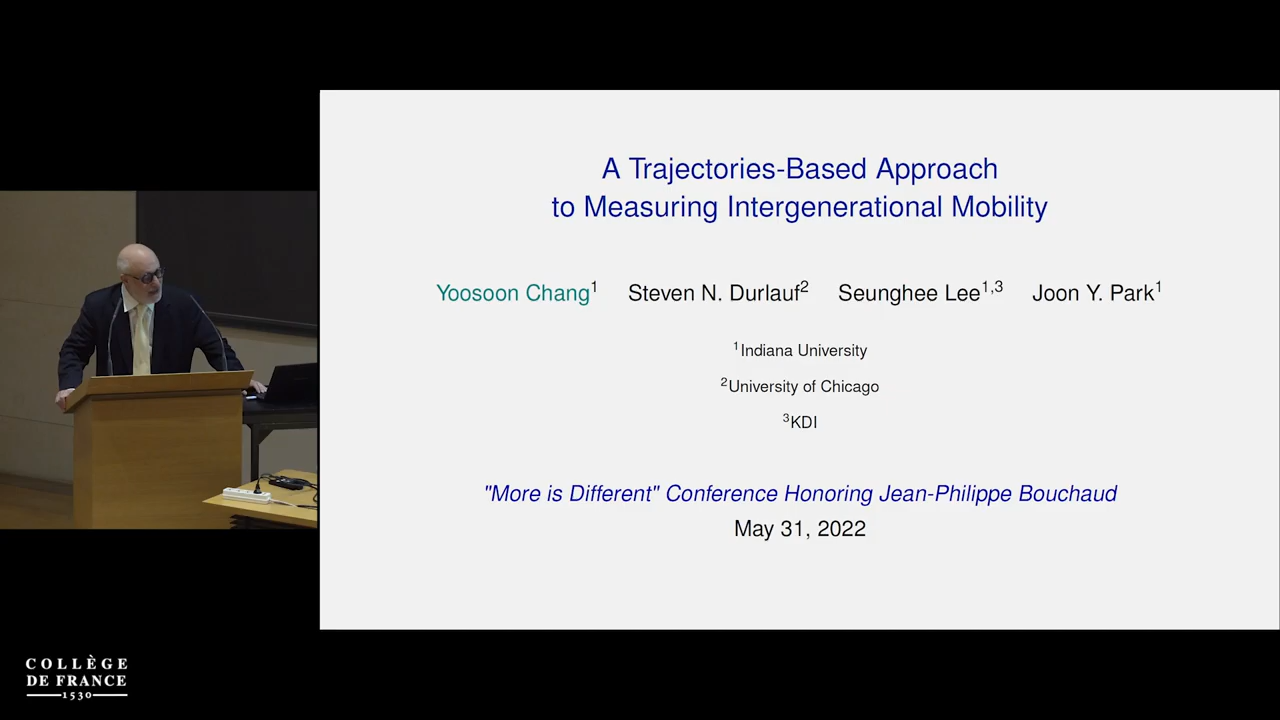 A Trajectories-Based Approach
to Measuring Intergenerational Mobility
Yoosoon Chang¹ Steven N. Durlauf² Seunghee Lee¹,³ Joon Y. Park¹
¹Indiana University
²University of Chicago
³KDI
"More is Different" Conference Honoring Jean-Philippe Bouchaud
May 31, 2022
COLLÈGE
DE FRANCE
1530